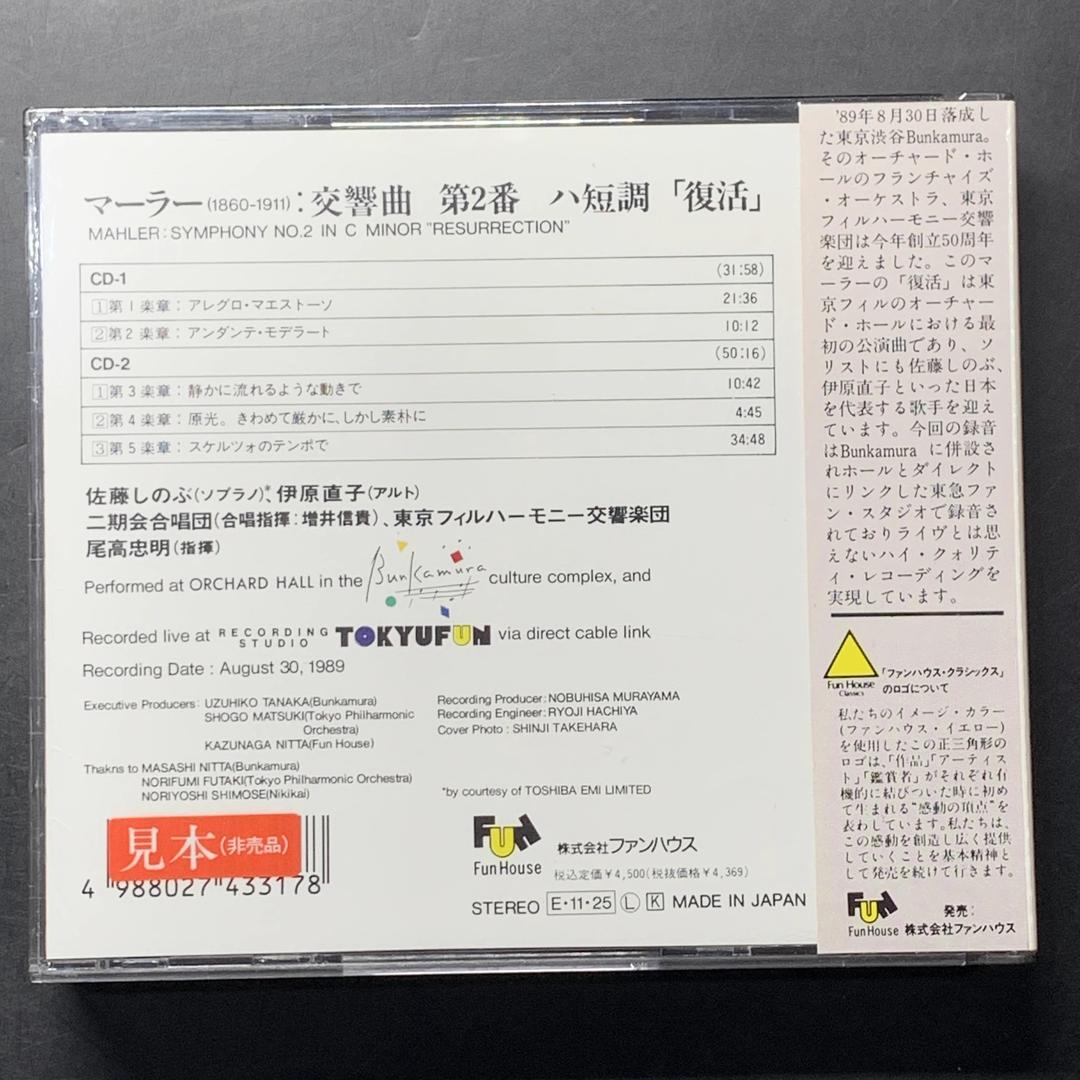 マーラー(1860-1911):交響曲 第2番 ハ短調「復活」
MAHLER:SYMPHONY NO.2 IN C MINOR "RESURRECTION"
CD-1 (31:58)
1 第1楽章:アレグロ・マエストーソ 21:36
2 第2楽章:アンダンテ・モデラート 10:12
CD-2 (50:16)
1 第3楽章:静かに流れるような動きで 10:42
2 第4楽章:原光。きわめて厳かに、しかし素朴に 4:45
3 第5楽章:スケルツォのテンポで 34:48
佐藤しのぶ(ソプラノ)*、伊原直子(アルト)
二期会合唱団(合唱指揮:増井信貴)、東京フィルハーモニー交響楽団
尾高忠明(指揮)
Performed at ORCHARD HALL in the Bunkamura culture complex, and
Recorded live at RECORDING STUDIO TOKYUFUN via direct cable link
Recording Date : August 30, 1989
Executive Producers: UZUHIKO TANAKA(Bunkamura)
SHOGO MATSUKI(Tokyo Philharmonic
Orchestra)
KAZUNAGA NITTA(Fun House)
Thakns to MASASHI NITTA(Bunkamura)
NORIFUMI FUTAKI(Tokyo Philharmonic Orchestra)
NORIYOSHI SHIMOSE(Nikikai)
Recording Producer:NOBUHISA MURAYAMA
Recording Engineer:RYOJI HACHIYA
Cover Photo : SHINJI TAKEHARA
*by courtesy of TOSHIBA EMI LIMITED
見本(非売品)
4 988027 433178
FUN
Fun House
株式会社ファンハウス
税込定価¥4,500(税抜価格¥4,369)
STEREO E・11・25 L K MADE IN JAPAN
'89年8月30日落成し
た東京渋谷Bunkamura。
そのオーチャード・ホ
ールのフランチャイズ
・オーケストラ、東京
フィルハーモニー交響
楽団は今年創立50周年
を迎えました。このマ
ーラーの「復活」は東
京フィルのオーチャー
ド・ホールにおける最
初の公演曲であり、ソ
リストにも佐藤しのぶ、
伊原直子といった日本
を代表する歌手を迎え
ています。今回の録音
はBunkamura に併設さ
れホールとダイレクト
にリンクした東急ファ
ン・スタジオで録音さ
れておりライヴとは思
えないハイ・クォリテ
ィ・レコーディングを
実現しています。
Fun House
Classics
「ファンハウス・クラシックス」
のロゴについて
私たちのイメージ・カラー
(ファンハウス・イエロー)
を使用したこの正三角形の
ロゴは、「作品」「アーティス
ト」「鑑賞者」がそれぞれ有
機的に結びついた時に初め
て生まれる"感動の頂点"を
表わしています。私たちは、
この感動を創造し広く提供
していくことを基本精神と
して発売を続けて行きます。
FUN
Fun House
発売:
株式会社ファンハウス